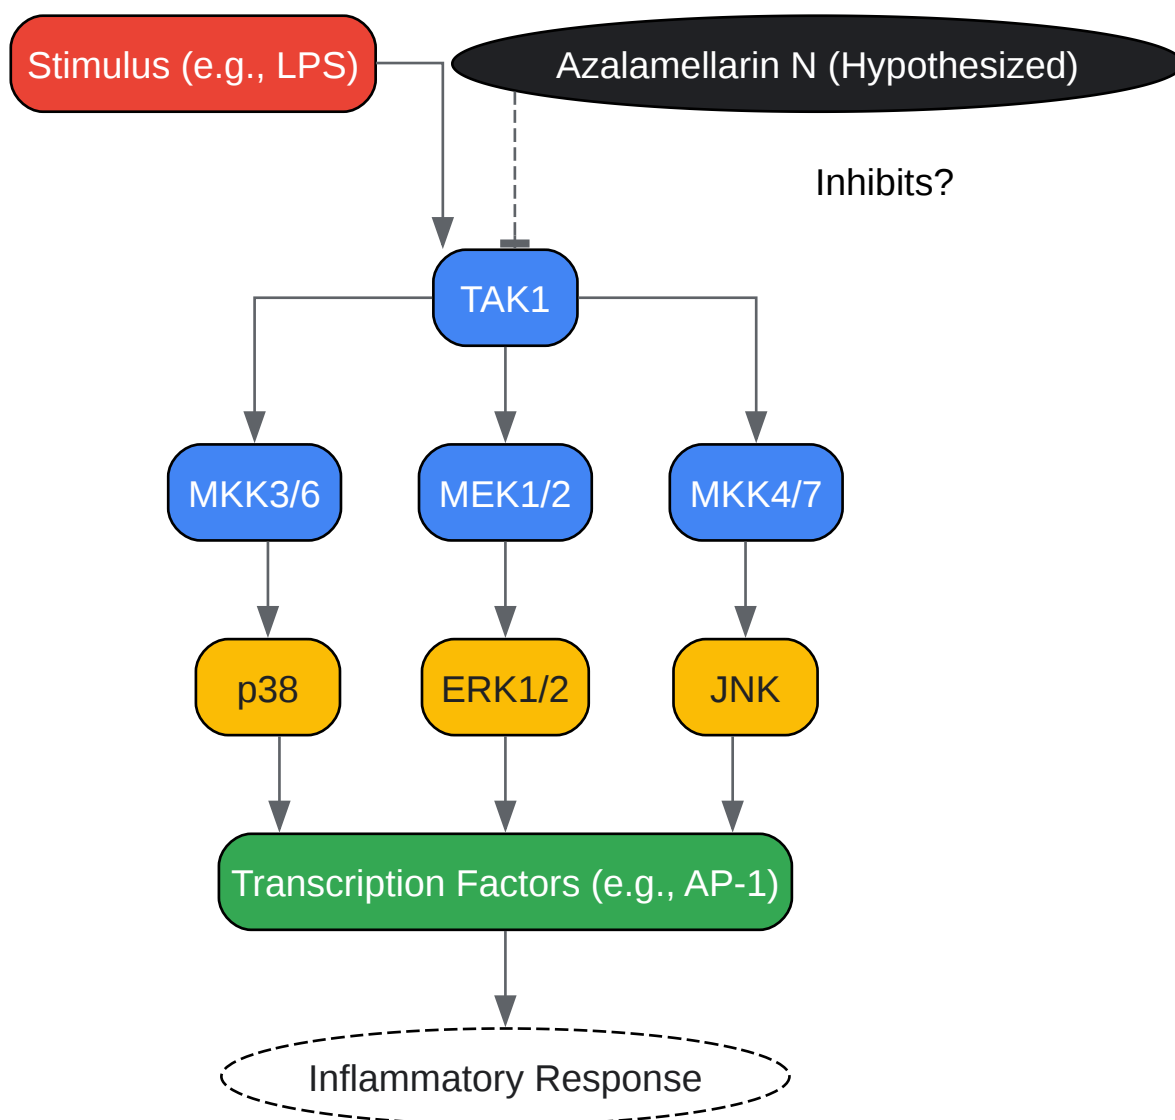 Stimulus (e.g., LPS)
Azalamellarin N (Hypothesized)
Inhibits?
TAK1
MKK3/6
MEK1/2
MKK4/7
p38
ERK1/2
JNK
Transcription Factors (e.g., AP-1)
Inflammatory Response